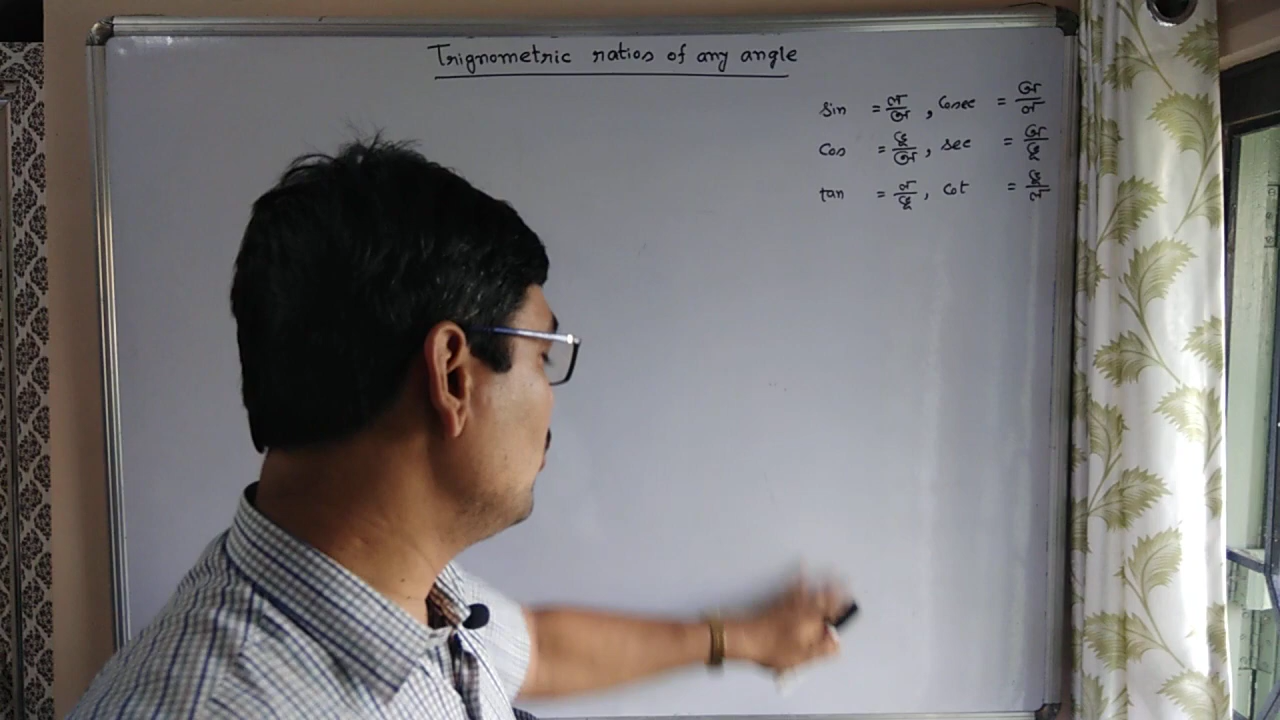 Trignometric ratios of any angle
sin = ল/অ , Cosec = অ/ল
Cos = ভূ/অ , sec = অ/ভূ
tan = ল/ভূ , Cot = ভূ/ল